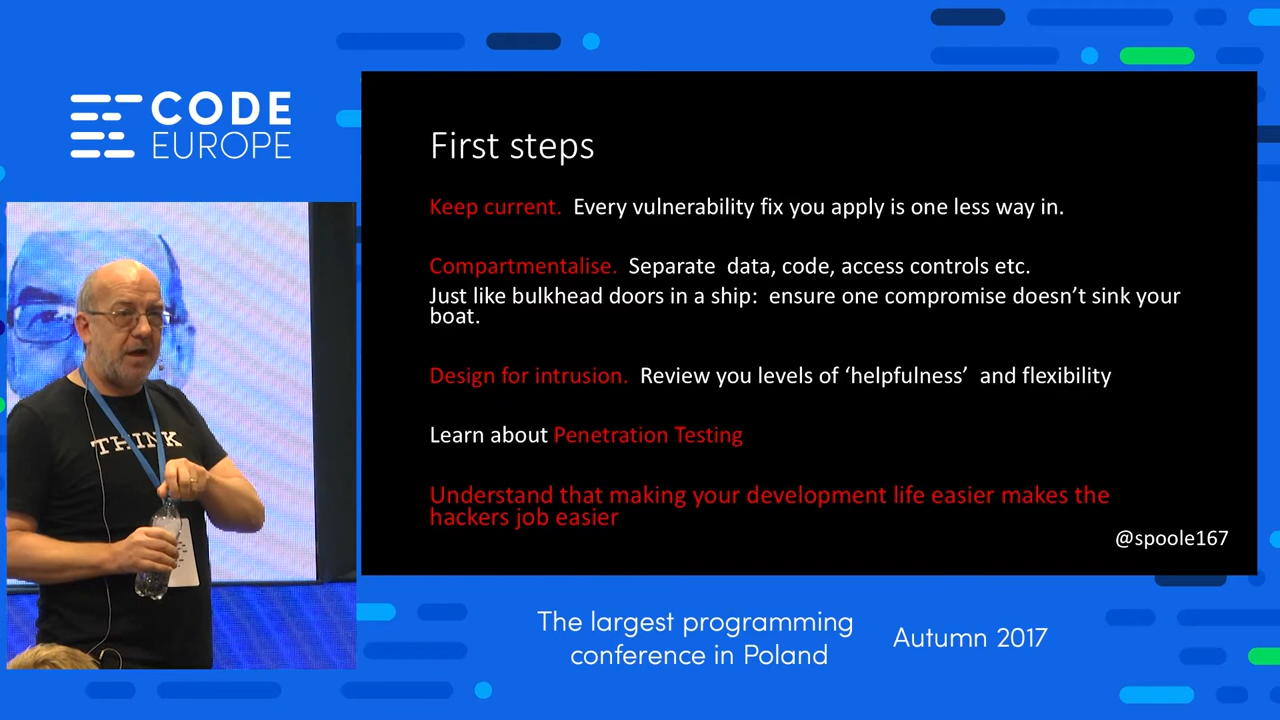 CODE
EUROPE
First steps
Keep current. Every vulnerability fix you apply is one less way in.
Compartmentalise. Separate data, code, access controls etc.
Just like bulkhead doors in a ship: ensure one compromise doesn't sink your
boat.
Design for intrusion. Review you levels of ‘helpfulness’ and flexibility
Learn about Penetration Testing
Understand that making your development life easier makes the
hackers job easier
@spoole167
THINK
The largest programming
conference in Poland
Autumn 2017